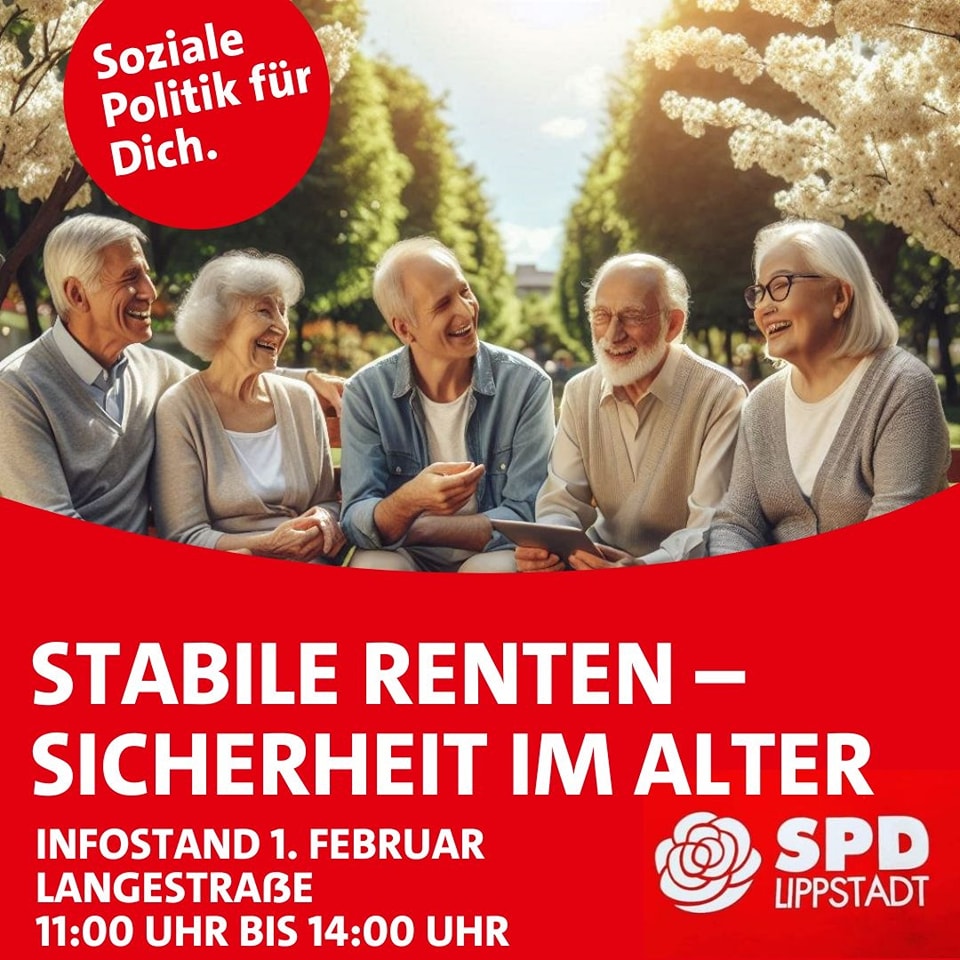 Soziale
Politik für
Dich.
STABILE RENTEN –
SICHERHEIT IM ALTER
INFOSTAND 1. FEBRUAR
LANGESTRAßE
11:00 UHR BIS 14:00 UHR
SPD
LIPPSTADT